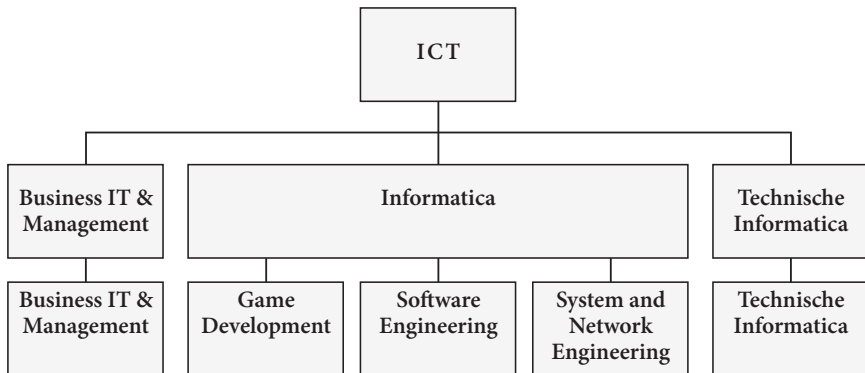 ICT
Business IT &
Management
Informatica
Technische
Informatica
Business IT &
Management
Game
Development
Software
Engineering
System and
Network
Engineering
Technische
Informatica